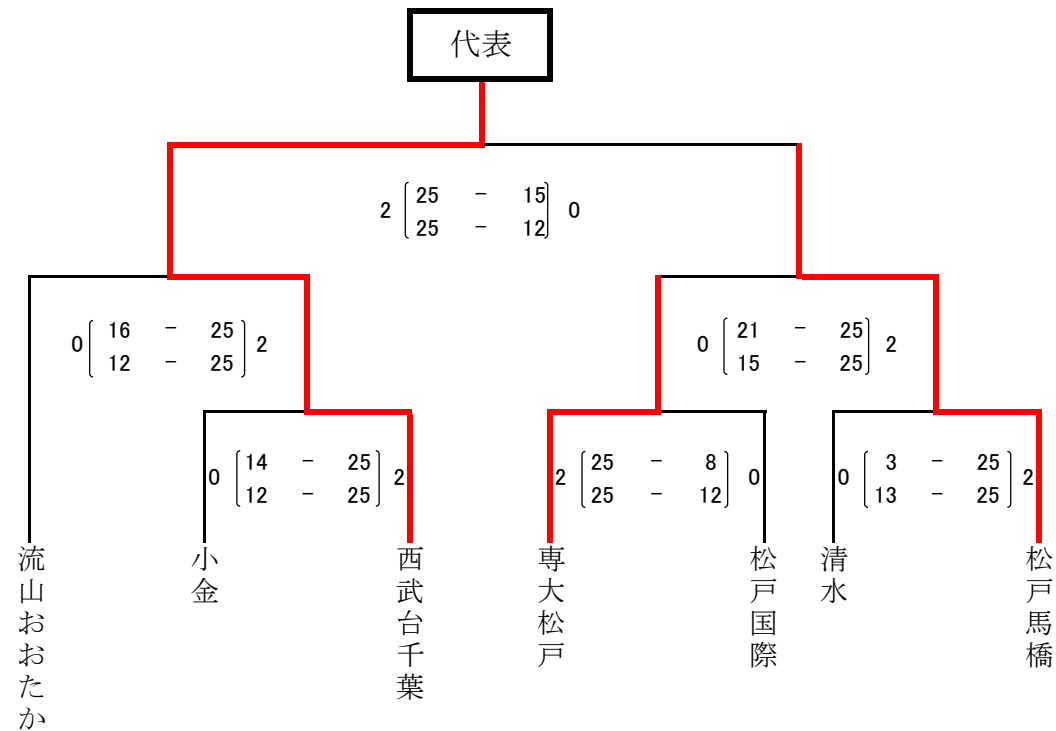 代表
2 25 - 15 0
25 - 12
0 16 - 25 2
12 - 25
0 21 - 25 2
15 - 25
0 14 - 25 2
12 - 25
2 25 - 8 0
25 - 12
0 3 - 25 2
13 - 25
流山おおたか
小金
西武台千葉
専大松戸
松戸国際
清水
松戸馬橋